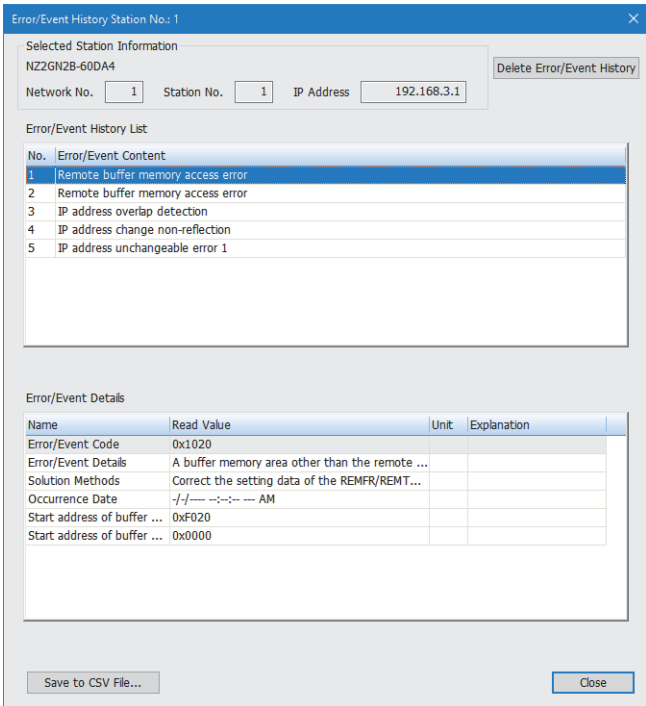 Error/Event History Station No.: 1
Selected Station Information
NZ2GN2B-60DA4
Delete Error/Event History
Network No. 1 Station No. 1 IP Address 192.168.3.1
Error/Event History List
No. Error/Event Content
1 Remote buffer memory access error
2 Remote buffer memory access error
3 IP address overlap detection
4 IP address change non-reflection
5 IP address unchangeable error 1
Error/Event Details
Name Read Value Unit Explanation
Error/Event Code 0x1020
Error/Event Details A buffer memory area other than the remote ...
Solution Methods Correct the setting data of the REMFR/REMT...
Occurrence Date -/-/---- --:--:-- --- AM
Start address of buffer ... 0xF020
Start address of buffer ... 0x0000
Save to CSV File... Close